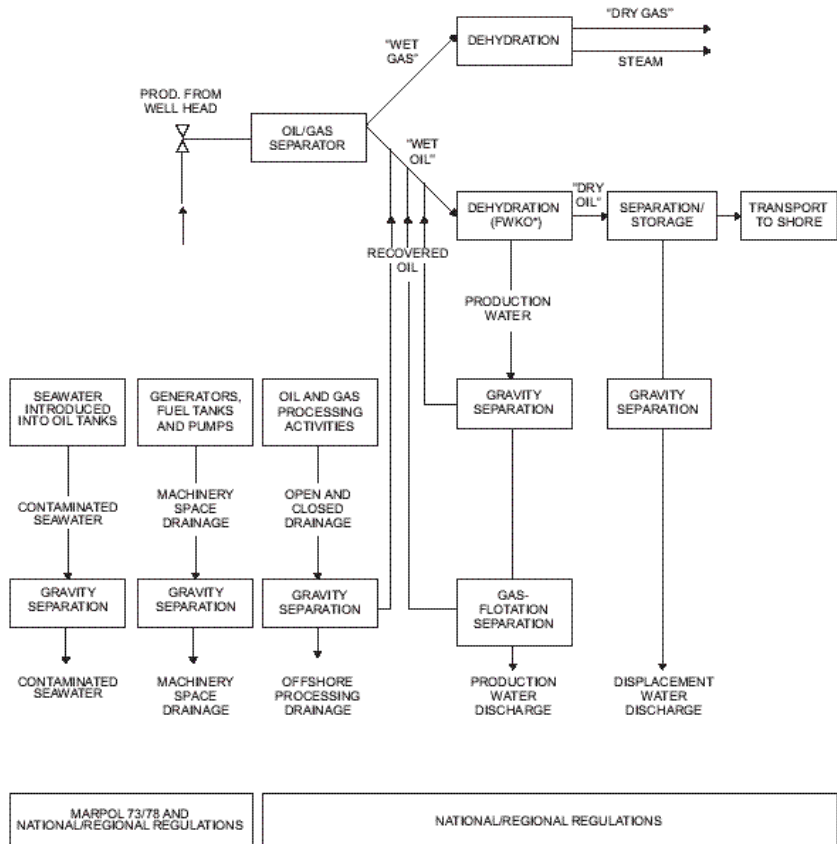 "DRY GAS"
"WET
GAS"
DEHYDRATION
STEAM
PROD. FROM
WELL HEAD
OIL/GAS
SEPARATOR
"WET
OIL"
"DRY
OIL"
DEHYDRATION
(FWKO*)
SEPARATION/
STORAGE
TRANSPORT
TO SHORE
RECOVERED
OIL
PRODUCTION
WATER
SEAWATER
INTRODUCED
INTO OIL TANKS
GENERATORS,
FUEL TANKS
AND PUMPS
OIL AND GAS
PROCESSING
ACTIVITIES
GRAVITY
SEPARATION
GRAVITY
SEPARATION
CONTAMINATED
SEAWATER
MACHINERY
SPACE
DRAINAGE
OPEN AND
CLOSED
DRAINAGE
GRAVITY
SEPARATION
GRAVITY
SEPARATION
GRAVITY
SEPARATION
GAS-
FLOTATION
SEPARATION
CONTAMINATED
SEAWATER
MACHINERY
SPACE
DRAINAGE
OFFSHORE
PROCESSING
DRAINAGE
PRODUCTION
WATER
DISCHARGE
DISPLACEMENT
WATER
DISCHARGE
MARPOL 73/78 AND
NATIONAL/REGIONAL REGULATIONS
NATIONAL/REGIONAL REGULATIONS